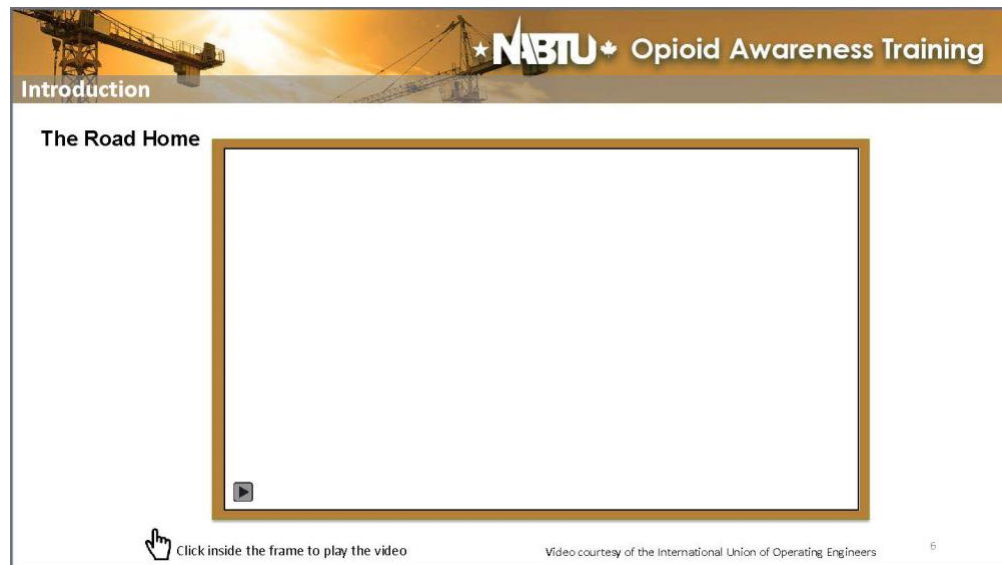 NABTU Opioid Awareness Training
Introduction
The Road Home
Click inside the frame to play the video
Video courtesy of the International Union of Operating Engineers
6